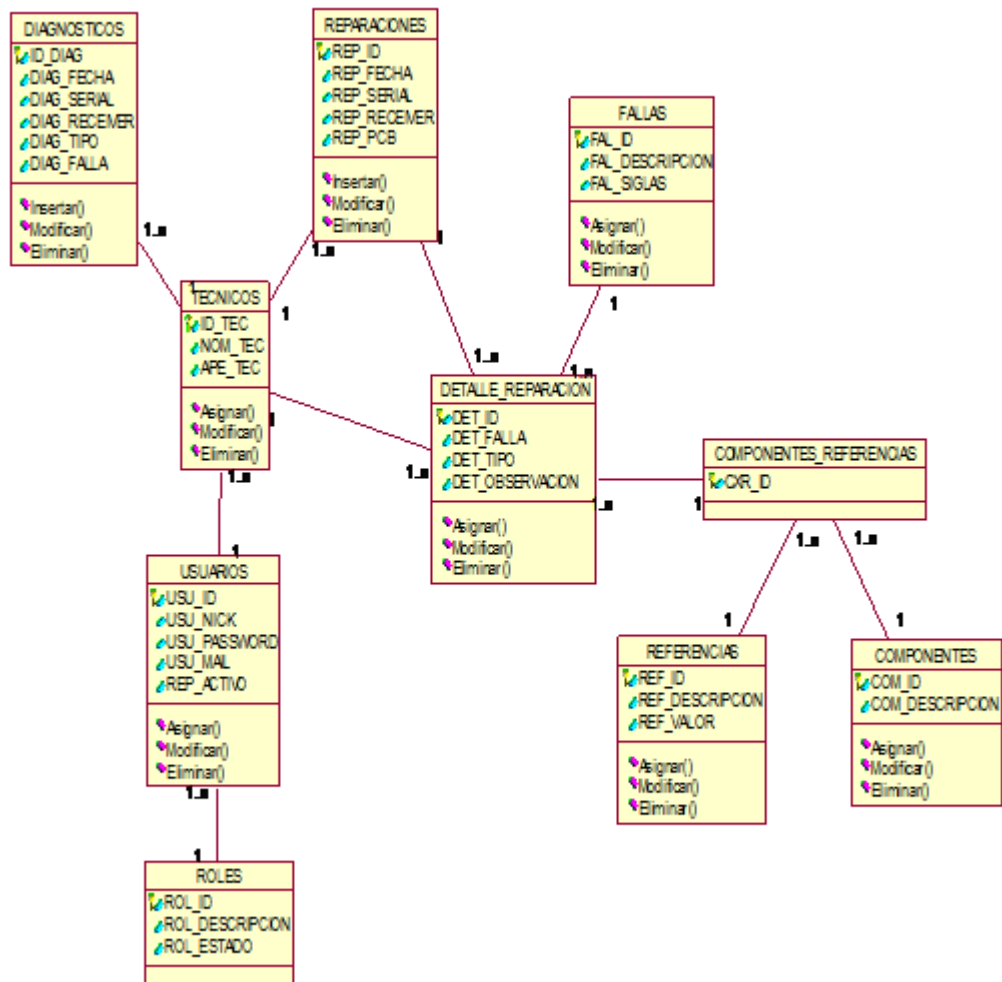 DIAGNOSTICOS
ID_DIAG
DIAG_FECHA
DIAG_SERIAL
DIAG_RECEIVER
DIAG_TIPO
DIAG_FALLA
Insertar()
Modificar()
Eliminar()
1..n
REPARACIONES
REP_ID
REP_FECHA
REP_SERIAL
REP_RECEIVER
REP_PCB
Insertar()
Modificar()
Eliminar()
1..n
1
FALLAS
FAL_ID
FAL_DESCRIPCION
FAL_SIGLAS
Asignar()
Modificar()
Eliminar()
1
1
TECNICOS
ID_TEC
NOM_TEC
APE_TEC
Asignar()
Modificar()
Eliminar()
1
1
1..n
1..n
1..n
1..n
DETALLE_REPARACION
DET_ID
DET_FALLA
DET_TIPO
DET_OBSERVACION
Asignar()
Modificar()
Eliminar()
1..n
1
COMPONENTES_REFERENCIAS
CXR_ID
1..n
1..n
1
USUARIOS
USU_ID
USU_NICK
USU_PASSWORD
USU_MAIL
REP_ACTIVO
Asignar()
Modificar()
Eliminar()
1..n
1
REFERENCIAS
REF_ID
REF_DESCRIPCION
REF_VALOR
Asignar()
Modificar()
Eliminar()
1
COMPONENTES
COM_ID
COM_DESCRIPCION
Asignar()
Modificar()
Eliminar()
1
ROLES
ROL_ID
ROL_DESCRIPCION
ROL_ESTADO